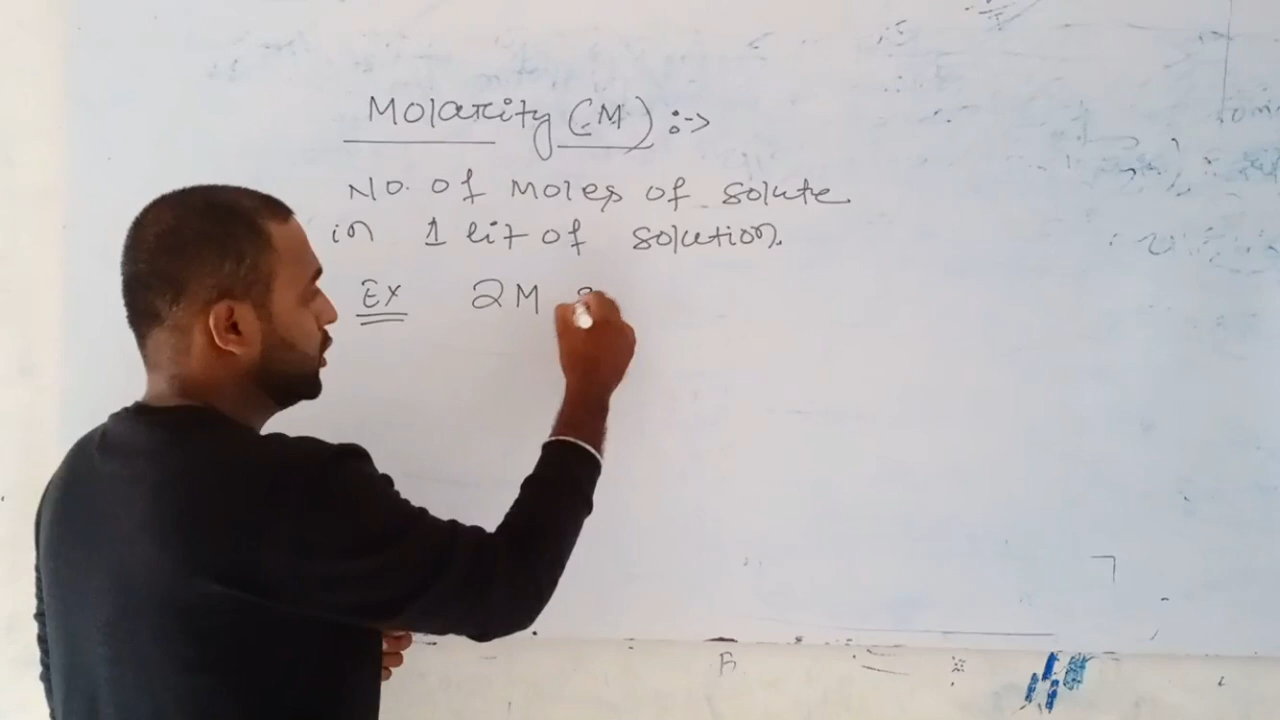 Molarity (M) :->
No. of Moles of solute
in 1 lit of solution.
Ex 2M